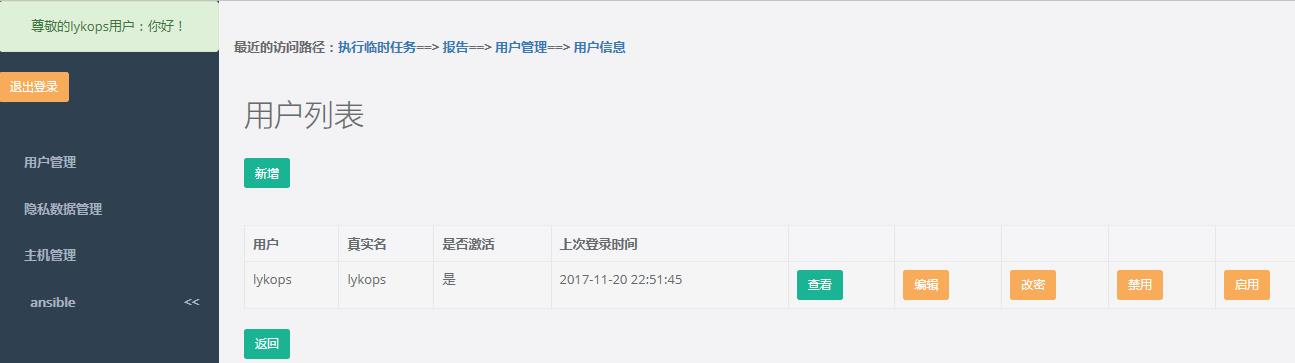 尊敬的lykops用户：你好！
退出登录
用户管理
隐私数据管理
主机管理
ansible <<
最近的访问路径：执行临时任务==> 报告==> 用户管理==> 用户信息
用户列表
新增
用户 真实名 是否激活 上次登录时间
lykops lykops 是 2017-11-20 22:51:45 查看 编辑 改密 禁用 启用
返回